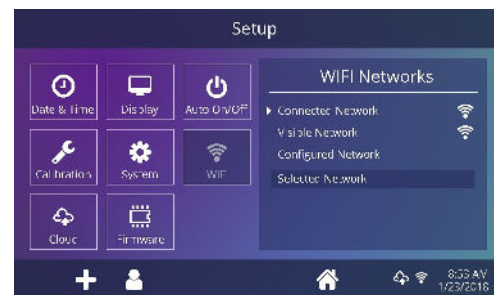 Setup
Date & Time
Display
Auto On/Off
Calibration
System
WIFI
Cloud
Firmware
WIFI Networks
Connected Network
Visible Network
Configured Network
Selected Network
8:53 AM
1/23/2018